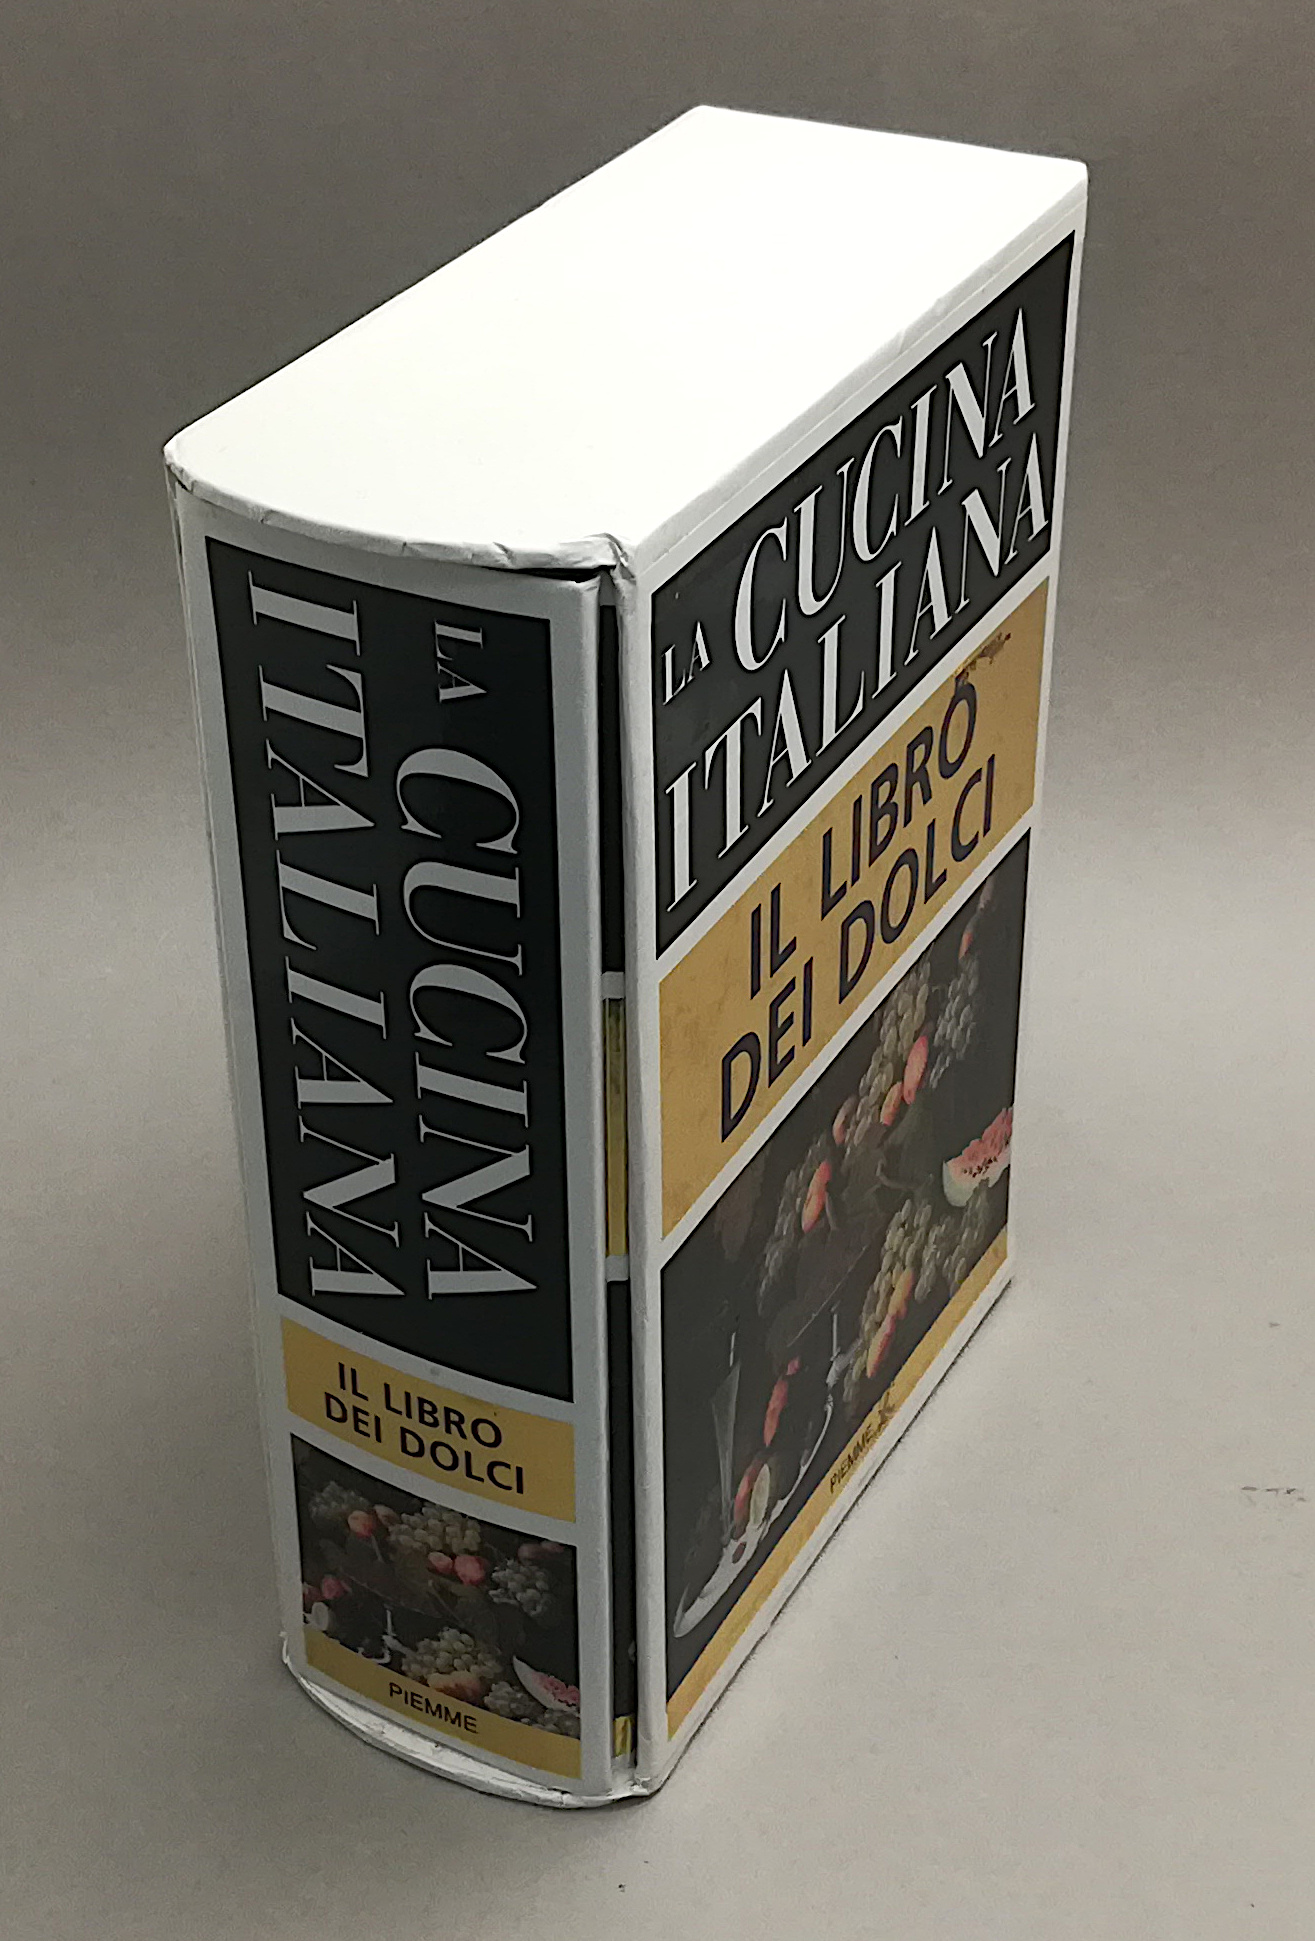 LA CUCINA
ITALIANA
IL LIBRO
DEI DOLCI
PIEMME
LA CUCINA
ITALIANA
IL LIBRO
DEI DOLCI
PIEMME